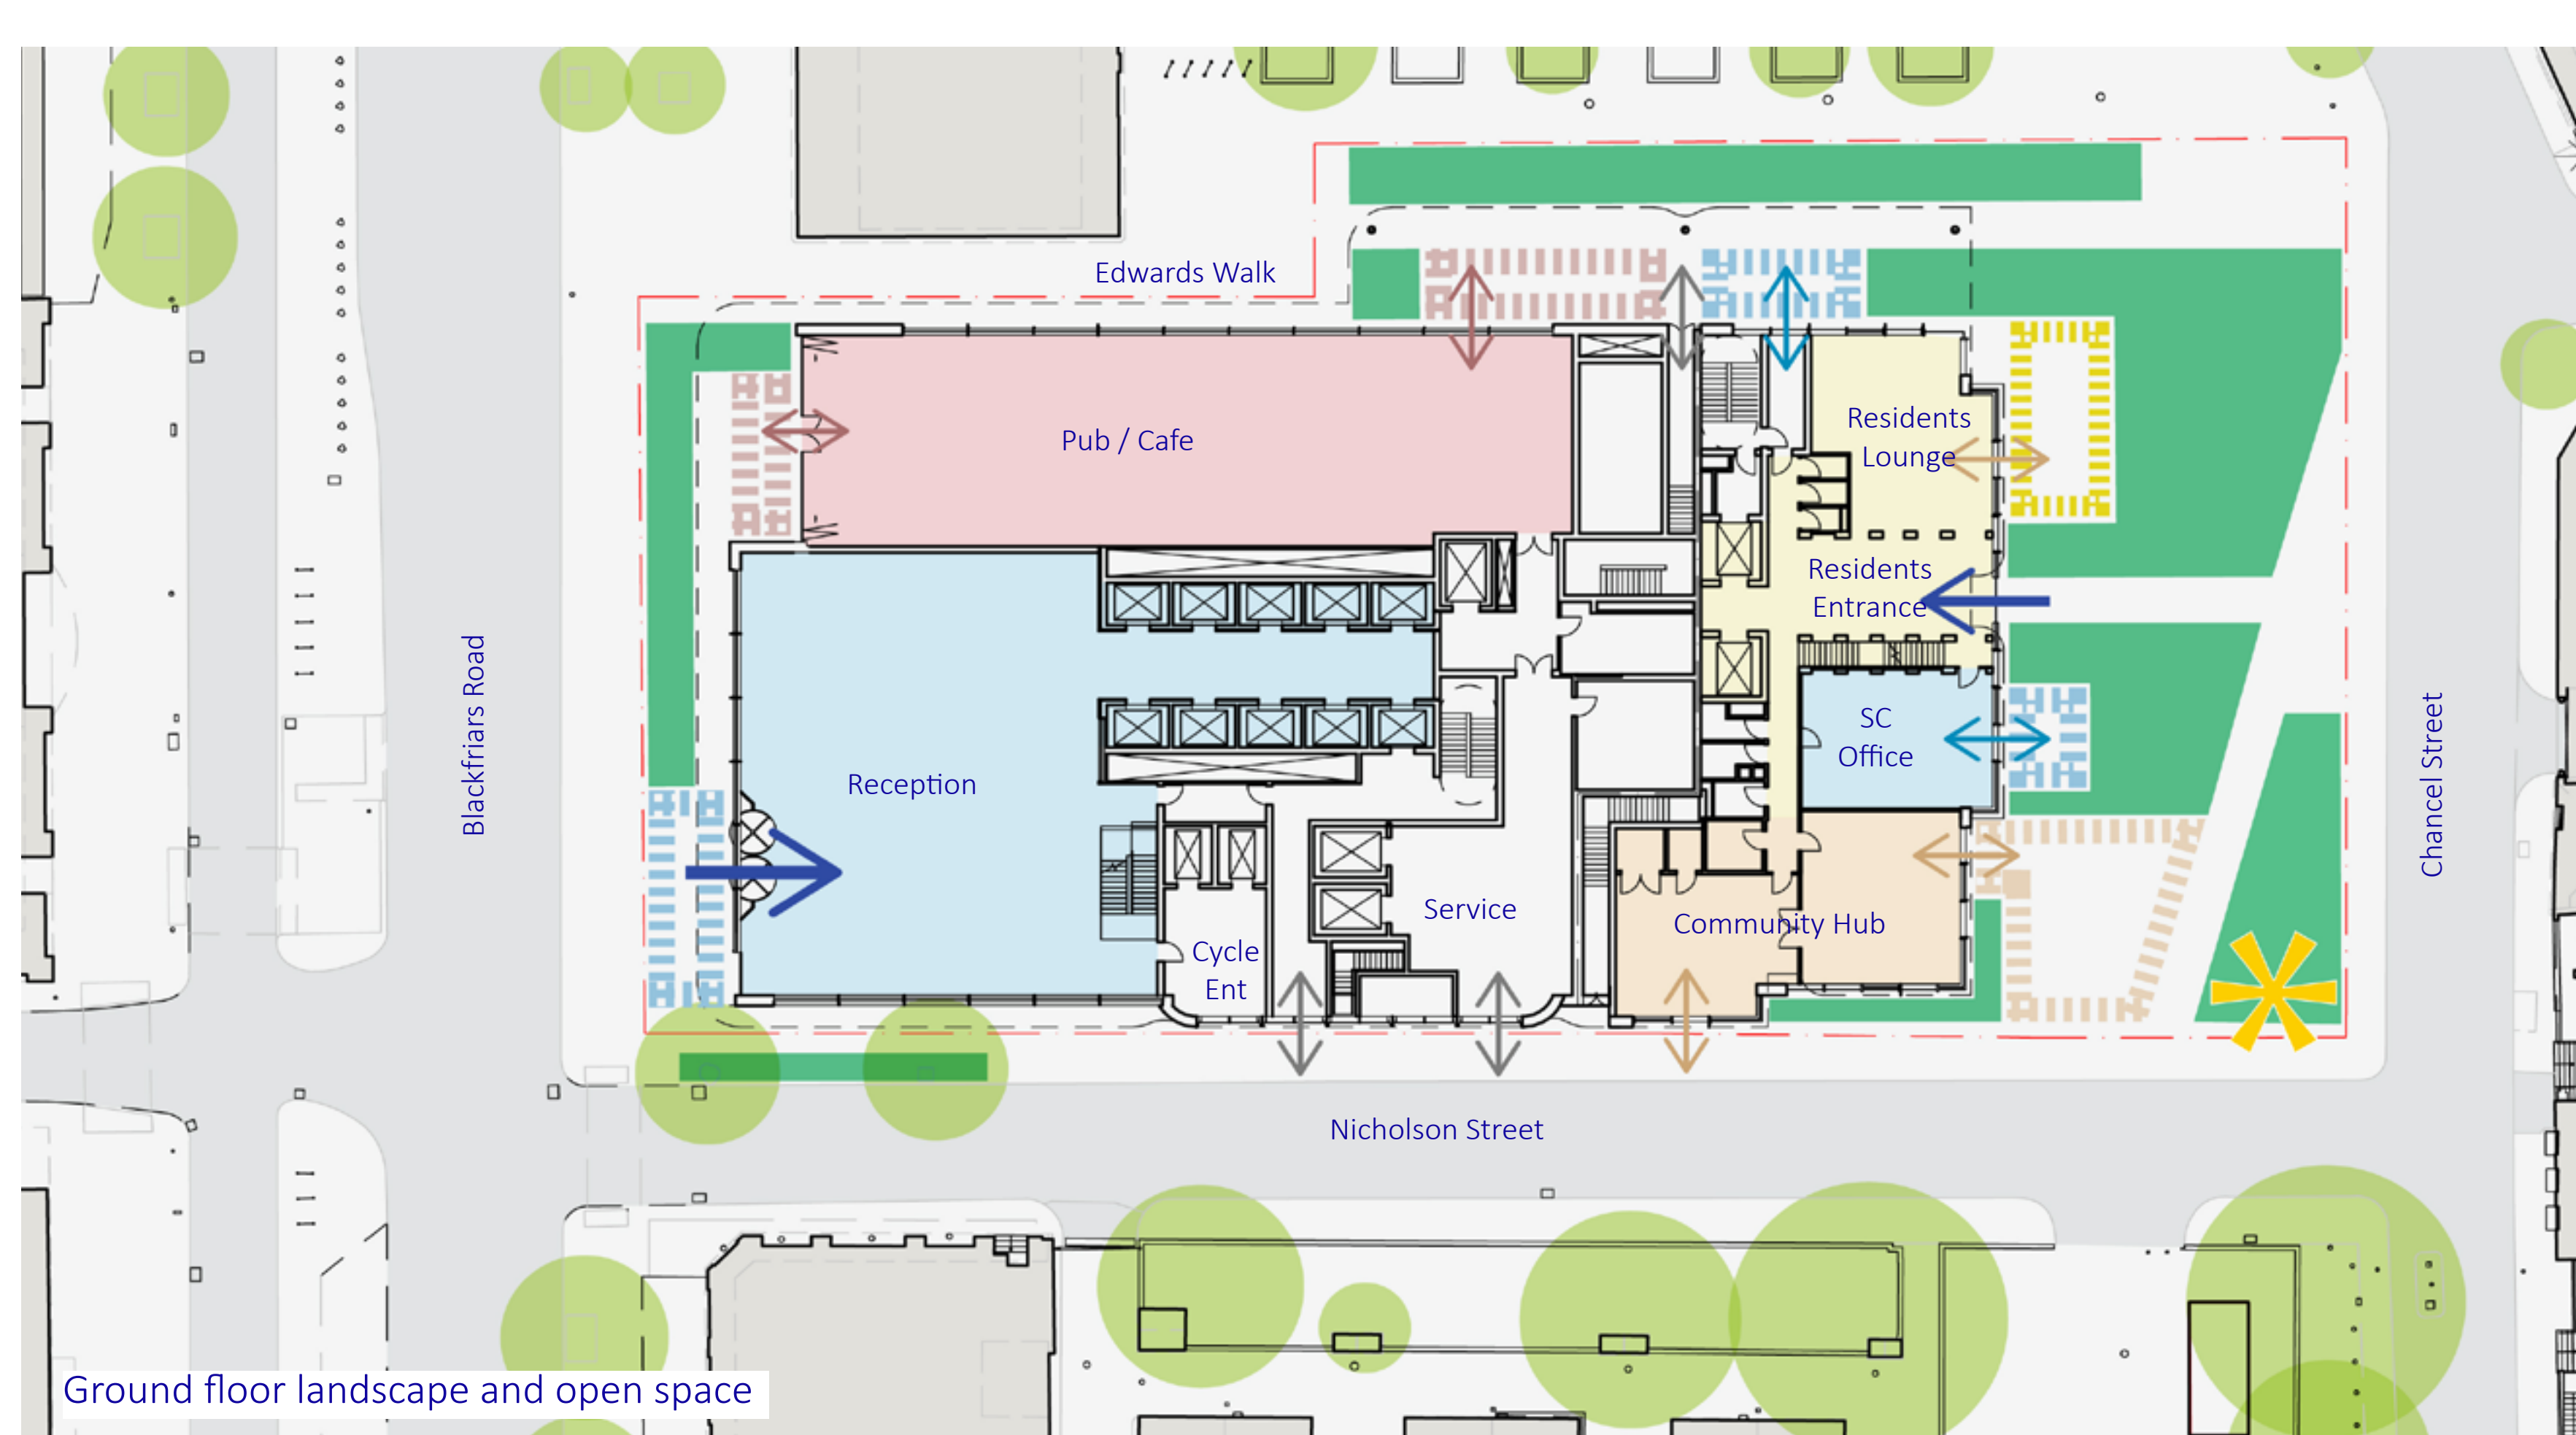 Edwards Walk
Pub / Cafe
Residents
Lounge
Residents
Entrance
Blackfriars Road
Reception
SC
Office
Chancel Street
Service
Community Hub
Cycle
Ent
Nicholson Street
Ground floor landscape and open space